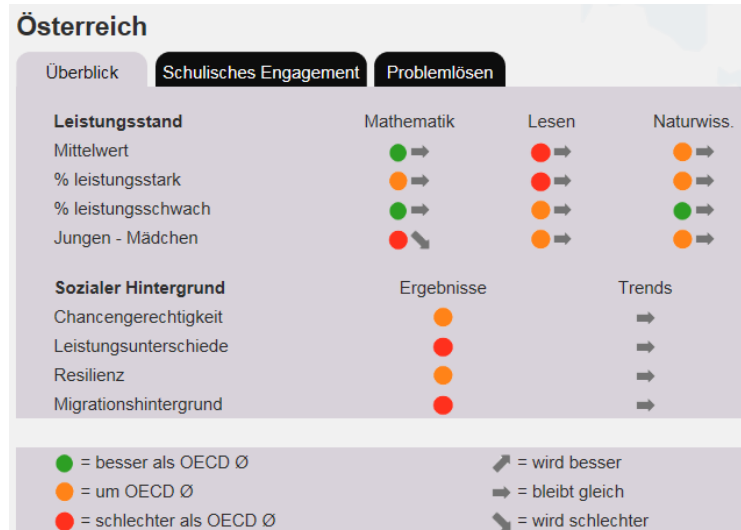 Österreich
Überblick Schulisches Engagement Problemlösen
Leistungsstand Mathematik Lesen Naturwiss.
Mittelwert
% leistungsstark
% leistungsschwach
Jungen - Mädchen
Sozialer Hintergrund Ergebnisse Trends
Chancengerechtigkeit
Leistungsunterschiede
Resilienz
Migrationshintergrund
= besser als OECD Ø = wird besser
= um OECD Ø = bleibt gleich
= schlechter als OECD Ø = wird schlechter